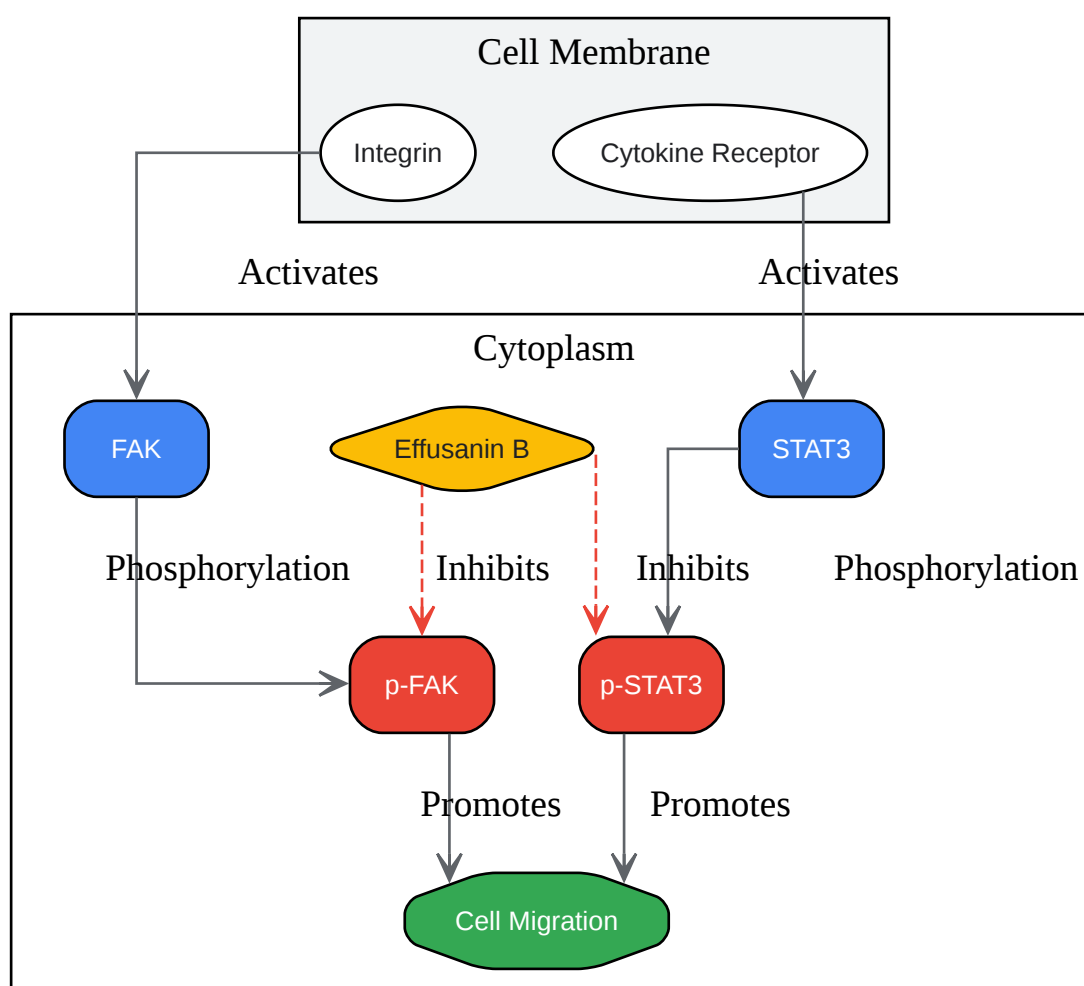 Cell Membrane
Integrin
Cytokine Receptor
Activates
Activates
Cytoplasm
FAK
Effusanin B
STAT3
Phosphorylation
Inhibits
Inhibits
Phosphorylation
p-FAK
p-STAT3
Promotes
Promotes
Cell Migration